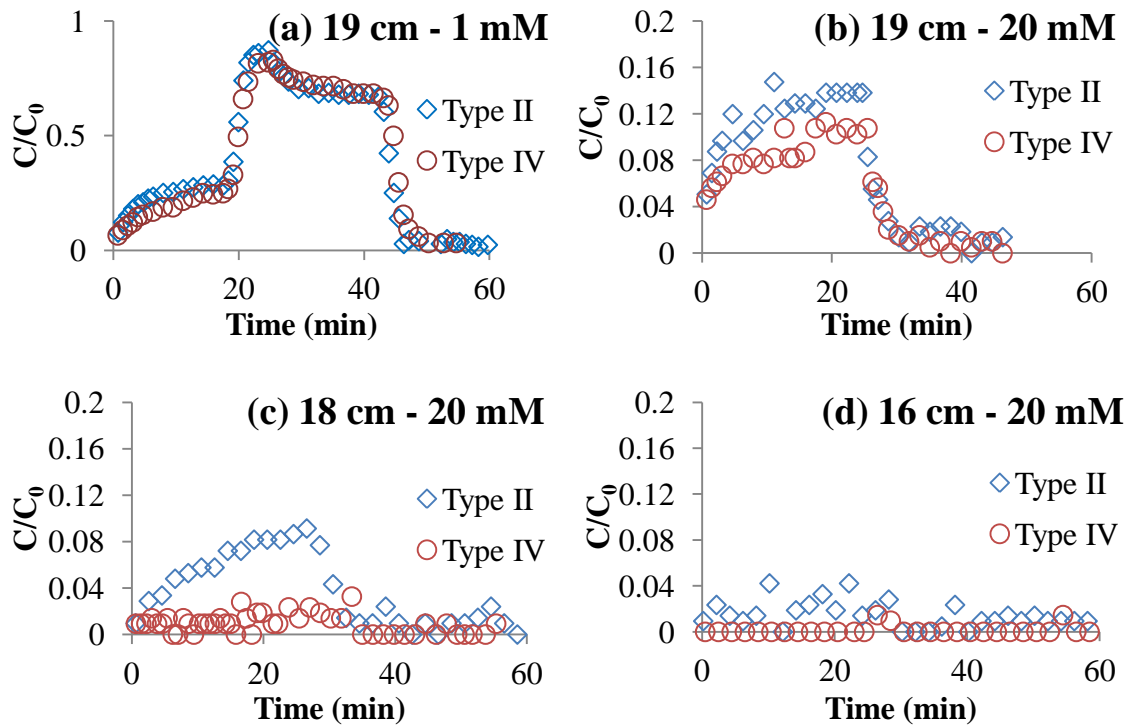 (a) 19 cm - 1 mM
1
0.5
0
C/C0
Type II
Type IV
0 20 40 60
Time (min)
(b) 19 cm - 20 mM
0.2
0.16
0.12
0.08
0.04
0
C/C0
Type II
Type IV
0 20 40 60
Time (min)
(c) 18 cm - 20 mM
0.2
0.16
0.12
0.08
0.04
0
C/C0
Type II
Type IV
0 20 40 60
Time (min)
(d) 16 cm - 20 mM
0.2
0.16
0.12
0.08
0.04
0
C/C0
Type II
Type IV
0 20 40 60
Time (min)